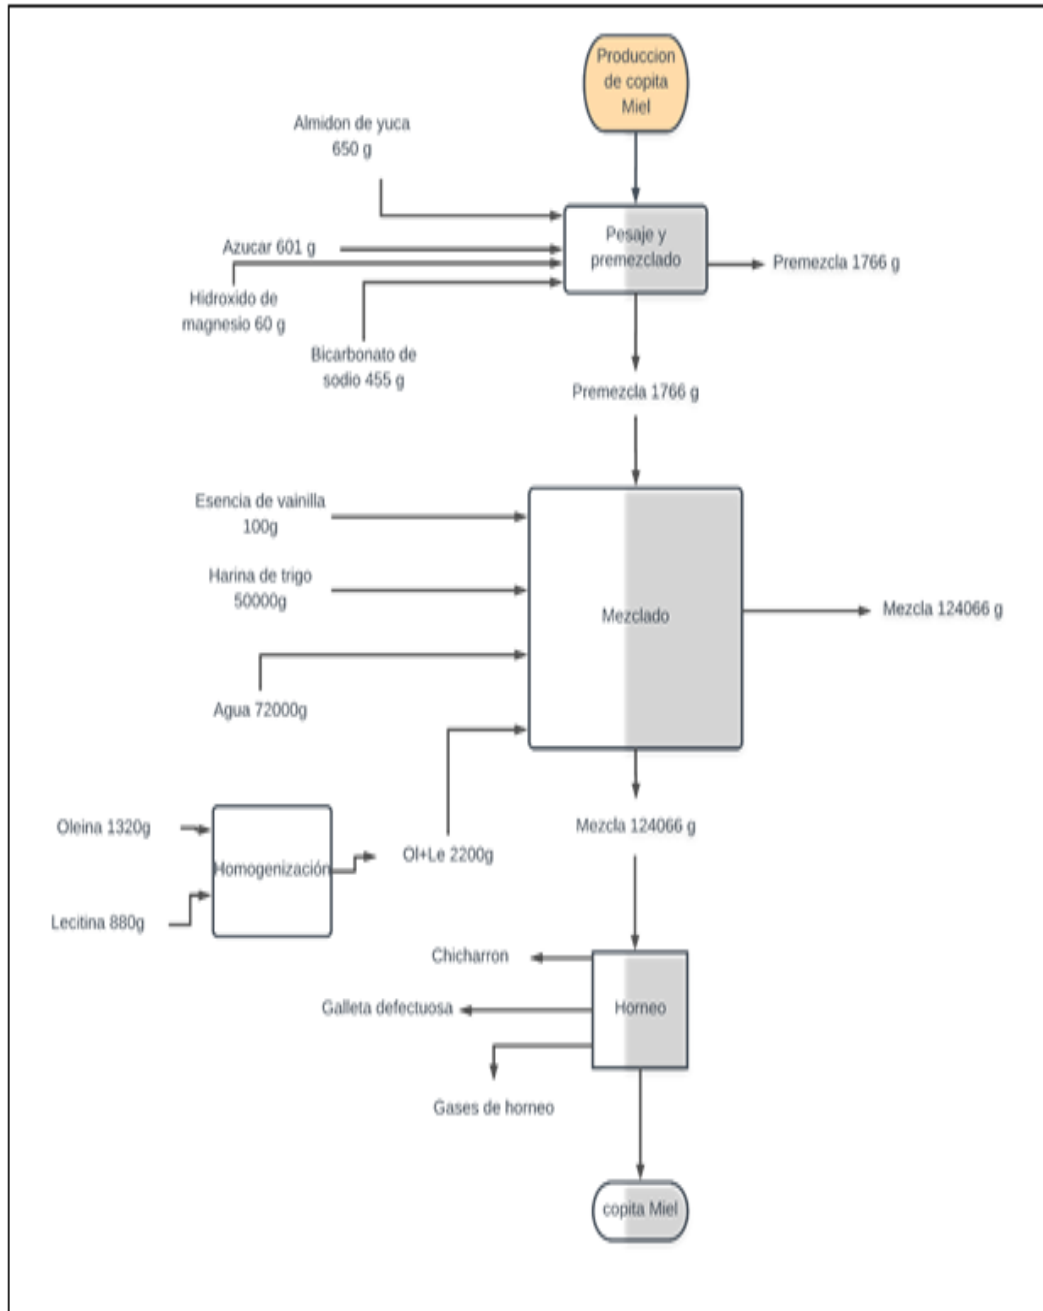 Produccion
de copita
Miel
Almidon de yuca
650 g
Azucar 601 g
Pesaje y
premezclado
Premezcla 1766 g
Hidroxido de
magnesio 60 g
Bicarbonato de
sodio 455 g
Premezcla 1766 g
Esencia de vainilla
100g
Harina de trigo
50000g
Mezclado
Mezcla 124066 g
Agua 72000g
Oleina 1320g
Homogenización
Ol+Le 2200g
Mezcla 124066 g
Lecitina 880g
Chicharron
Galleta defectuosa
Horneo
Gases de horneo
copita Miel